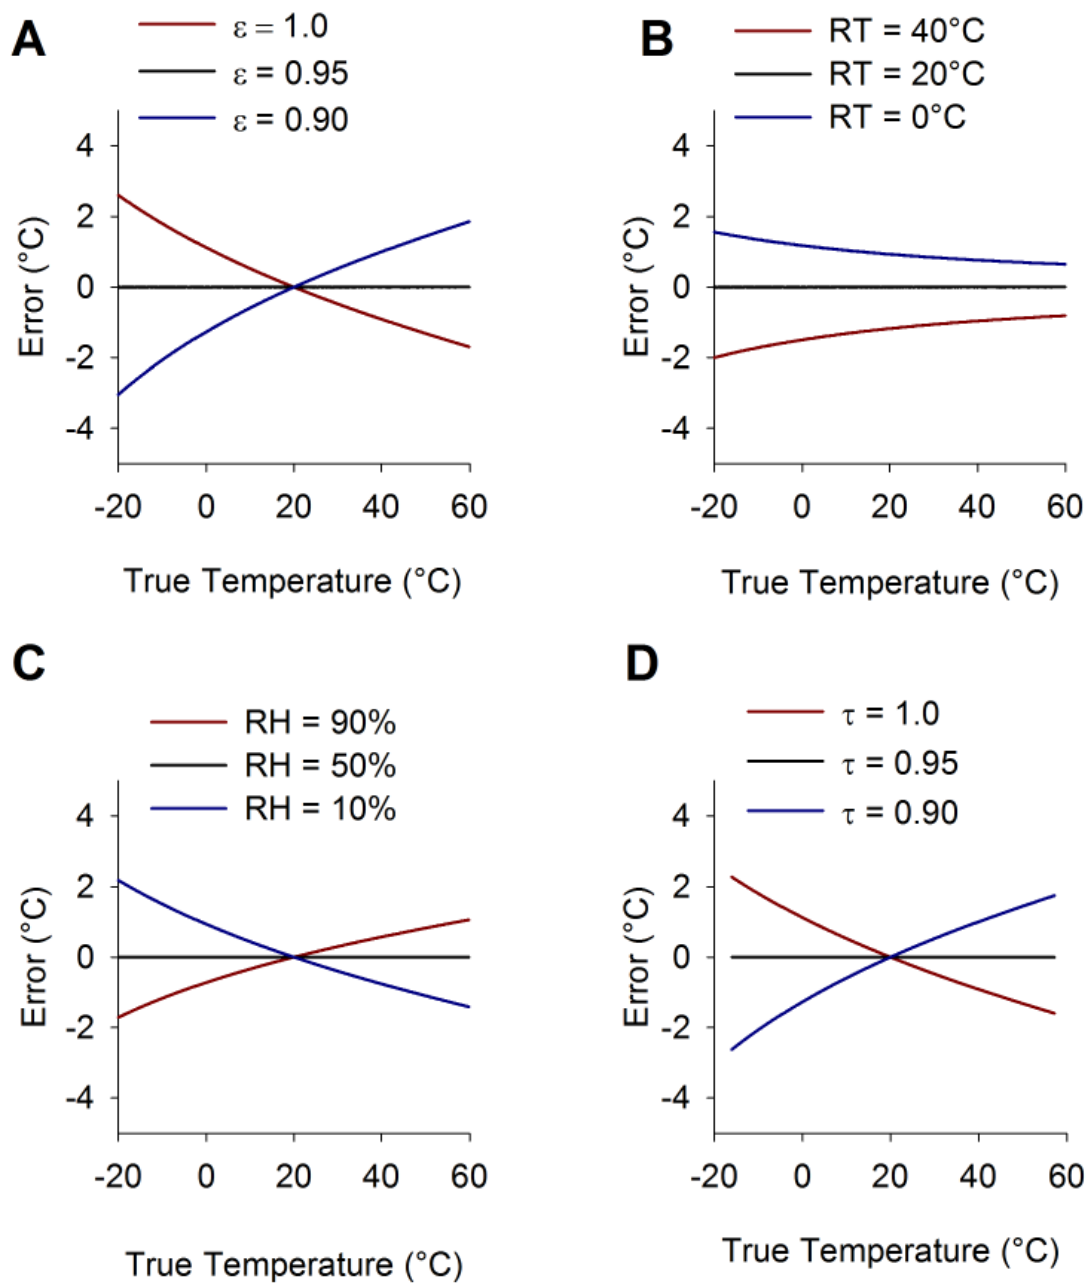 A
ε = 1.0
ε = 0.95
ε = 0.90
4
2
0
-2
-4
Error (°C)
-20 0 20 40 60
True Temperature (°C)
B
RT = 40°C
RT = 20°C
RT = 0°C
4
2
0
-2
-4
Error (°C)
-20 0 20 40 60
True Temperature (°C)
C
RH = 90%
RH = 50%
RH = 10%
4
2
0
-2
-4
Error (°C)
-20 0 20 40 60
True Temperature (°C)
D
τ = 1.0
τ = 0.95
τ = 0.90
4
2
0
-2
-4
Error (°C)
-20 0 20 40 60
True Temperature (°C)